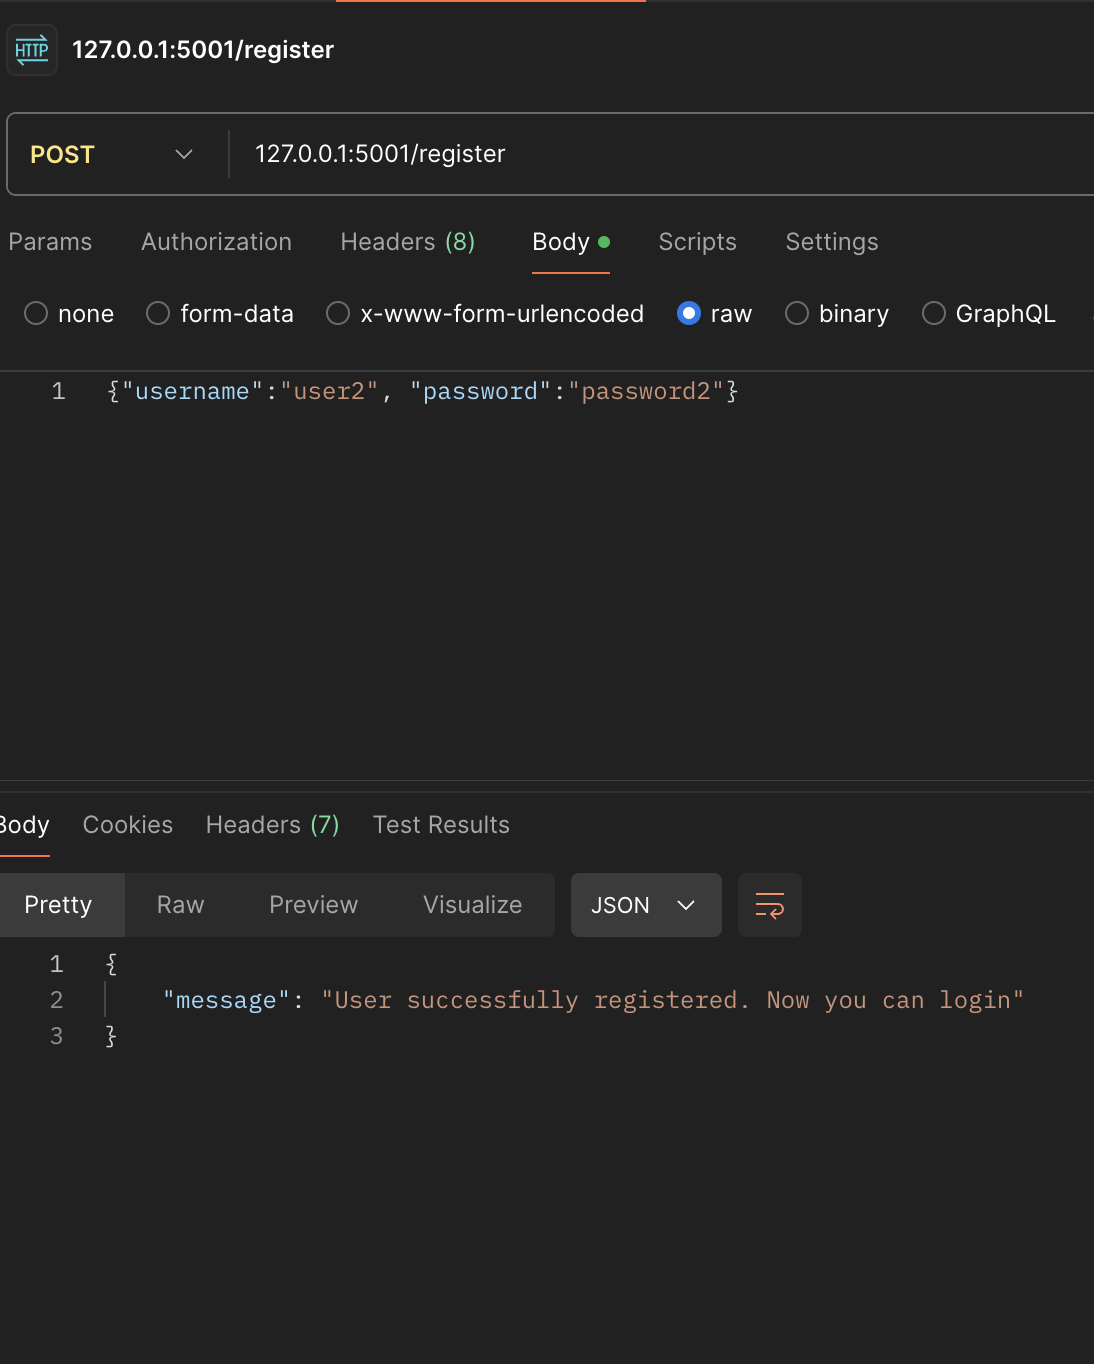 HTTP 127.0.0.1:5001/register
POST 127.0.0.1:5001/register
Params Authorization Headers (8) Body Scripts Settings
none form-data x-www-form-urlencoded raw binary GraphQL
1 {"username":"user2", "password":"password2"}
Body Cookies Headers (7) Test Results
Pretty Raw Preview Visualize JSON
1 {
2 "message": "User successfully registered. Now you can login"
3 }